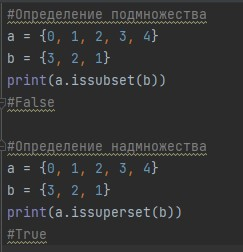 #Определение подмножества
a = {0, 1, 2, 3, 4}
b = {3, 2, 1}
print(a.issubset(b))
#False
#Определение надмножества
a = {0, 1, 2, 3, 4}
b = {3, 2, 1}
print(a.issuperset(b))
#True